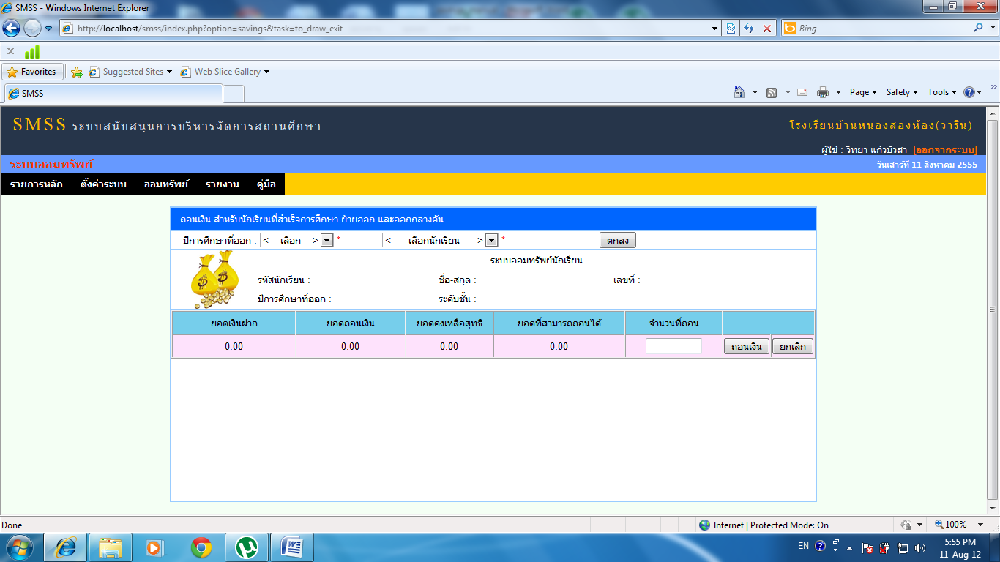 SMSS - Windows Internet Explorer
http://localhost/smss/index.php?option=savings&task=to_draw_exit
Bing
Favorites Suggested Sites Web Slice Gallery
SMSS
Page Safety Tools
SMSS ระบบสนับสนุนการบริหารจัดการสถานศึกษา
โรงเรียนบ้านหนองสองห้อง(วาริน)
ผู้ใช้ : วิทยา แก้วบัวสา [ออกจากระบบ]
ระบบออมทรัพย์
วันเสาร์ที่ 11 สิงหาคม 2555
รายการหลัก ตั้งค่าระบบ ออมทรัพย์ รายงาน คู่มือ
ถอนเงิน สำหรับนักเรียนที่สำเร็จการศึกษา ย้ายออก และออกกลางคัน
ปีการศึกษาที่ออก : <----เลือก----> * <------เลือกนักเรียน------> * ตกลง
ระบบออมทรัพย์นักเรียน
รหัสนักเรียน : ชื่อ-สกุล : เลขที่ :
ปีการศึกษาที่ออก : ระดับชั้น :
ยอดเงินฝาก ยอดถอนเงิน ยอดคงเหลือสุทธิ ยอดที่สามารถถอนได้ จำนวนที่ถอน
0.00 0.00 0.00 0.00 ถอนเงิน ยกเลิก
Done
Internet | Protected Mode: On
100%
EN
5:55 PM
11-Aug-12